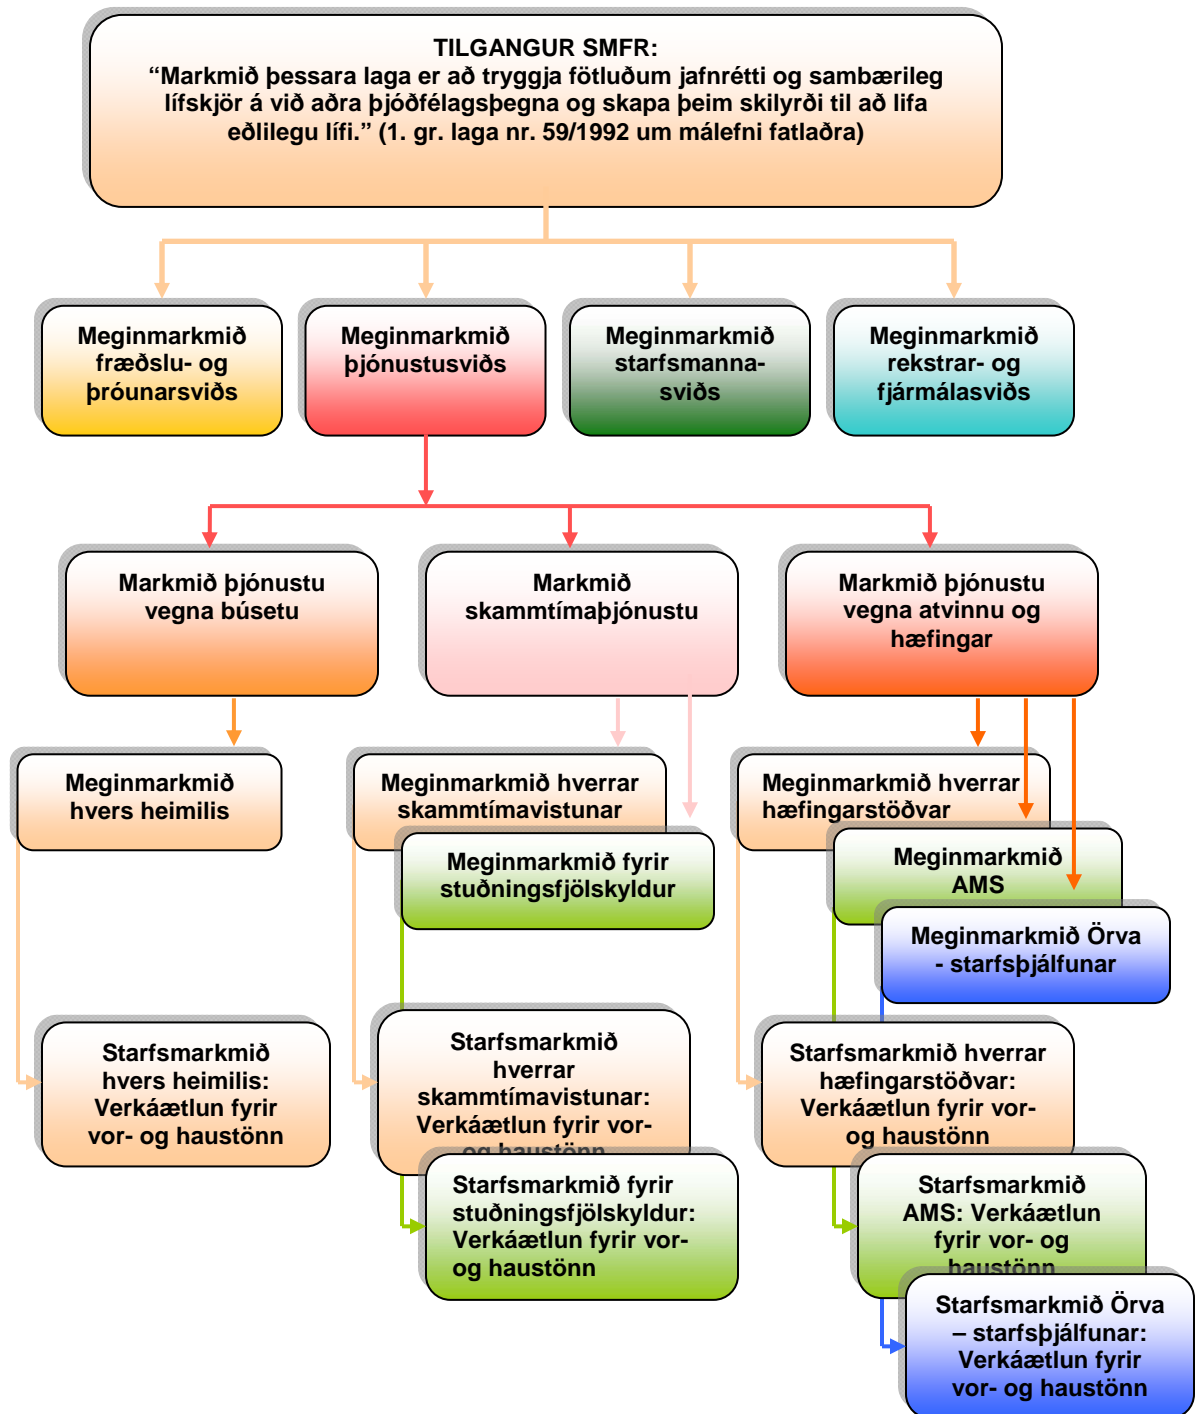 TILGANGUR SMFR:
“Markmið þessara laga er að tryggja fötluðum jafnrétti og sambærileg
lífskjör á við aðra þjóðfélagsþegna og skapa þeim skilyrði til að lifa
eðlilegu lífi.” (1. gr. laga nr. 59/1992 um málefni fatlaðra)
Meginmarkmið
fræðslu- og
þróunarsviðs
Meginmarkmið
þjónustusviðs
Meginmarkmið
starfsmanna-
sviðs
Meginmarkmið
rekstrar- og
fjármálasviðs
Markmið þjónustu
vegna búsetu
Markmið
skammtímaþjónustu
Markmið þjónustu
vegna atvinnu og
hæfingar
Meginmarkmið
hvers heimilis
Meginmarkmið hverrar
skammtímavistunar
Meginmarkmið fyrir
stuðningsfjölskyldur
Meginmarkmið hverrar
hæfingarstöðvar
Meginmarkmið
AMS
Meginmarkmið Örva
- starfsþjálfunar
Starfsmarkmið
hvers heimilis:
Verkáætlun fyrir
vor- og haustönn
Starfsmarkmið
hverrar
skammtímavistunar:
Verkáætlun fyrir vor-
og haustönn
Starfsmarkmið fyrir
stuðningsfjölskyldur:
Verkáætlun fyrir vor-
og haustönn
Starfsmarkmið hverrar
hæfingarstöðvar:
Verkáætlun fyrir vor-
og haustönn
Starfsmarkmið
AMS: Verkáætlun
fyrir vor- og
haustönn
Starfsmarkmið Örva
– starfsþjálfunar:
Verkáætlun fyrir
vor- og haustönn